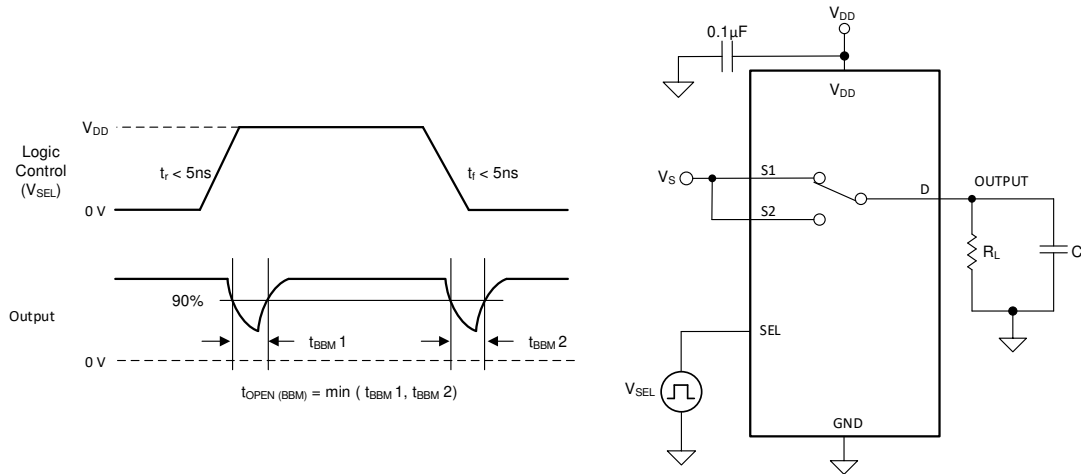 V_DD
Logic
Control
(V_SEL)
t_r < 5ns
t_f < 5ns
0 V
90%
Output
t_BBM 1
t_BBM 2
0 V
t_OPEN (BBM) = min ( t_BBM 1, t_BBM 2)
V_DD
0.1µF
V_DD
V_S
S1
S2
D
OUTPUT
R_L
C
SEL
V_SEL
GND